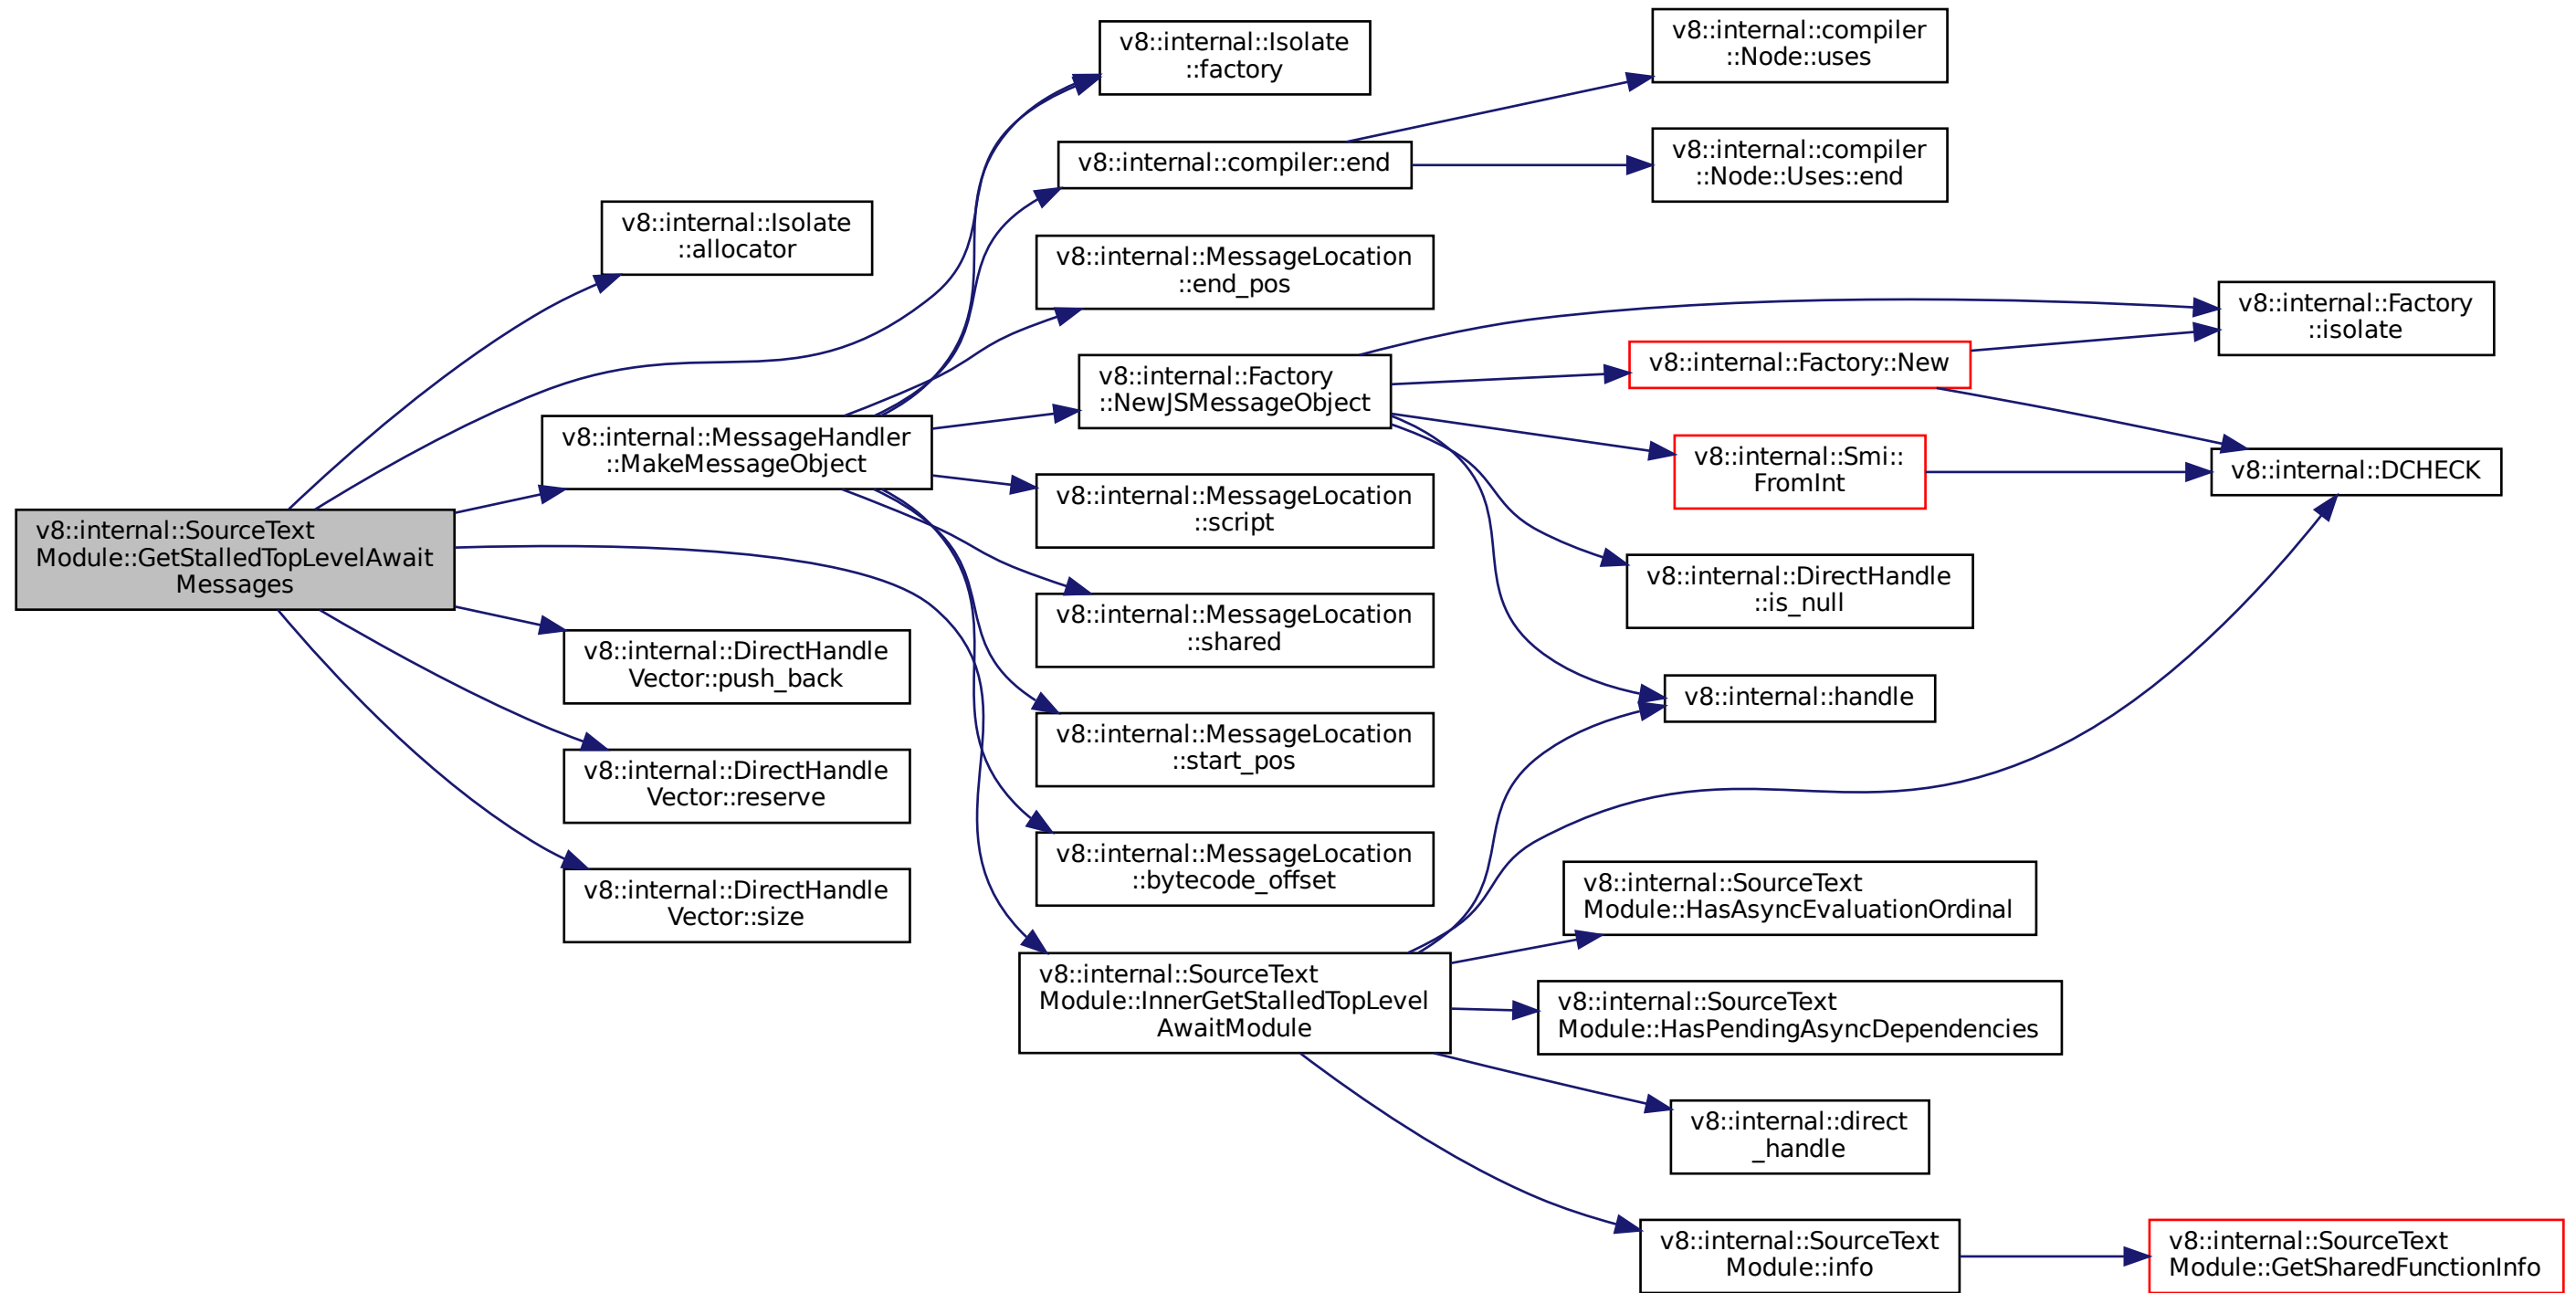 v8::internal::SourceText
Module::GetStalledTopLevelAwait
Messages
v8::internal::Isolate
::allocator
v8::internal::MessageHandler
::MakeMessageObject
v8::internal::DirectHandle
Vector::push_back
v8::internal::DirectHandle
Vector::reserve
v8::internal::DirectHandle
Vector::size
v8::internal::Isolate
::factory
v8::internal::compiler::end
v8::internal::MessageLocation
::end_pos
v8::internal::Factory
::NewJSMessageObject
v8::internal::MessageLocation
::script
v8::internal::MessageLocation
::shared
v8::internal::MessageLocation
::start_pos
v8::internal::MessageLocation
::bytecode_offset
v8::internal::SourceText
Module::InnerGetStalledTopLevel
AwaitModule
v8::internal::compiler
::Node::uses
v8::internal::compiler
::Node::Uses::end
v8::internal::Factory::New
v8::internal::Smi::
FromInt
v8::internal::DirectHandle
::is_null
v8::internal::handle
v8::internal::SourceText
Module::HasAsyncEvaluationOrdinal
v8::internal::SourceText
Module::HasPendingAsyncDependencies
v8::internal::direct
_handle
v8::internal::SourceText
Module::info
v8::internal::Factory
::isolate
v8::internal::DCHECK
v8::internal::SourceText
Module::GetSharedFunctionInfo